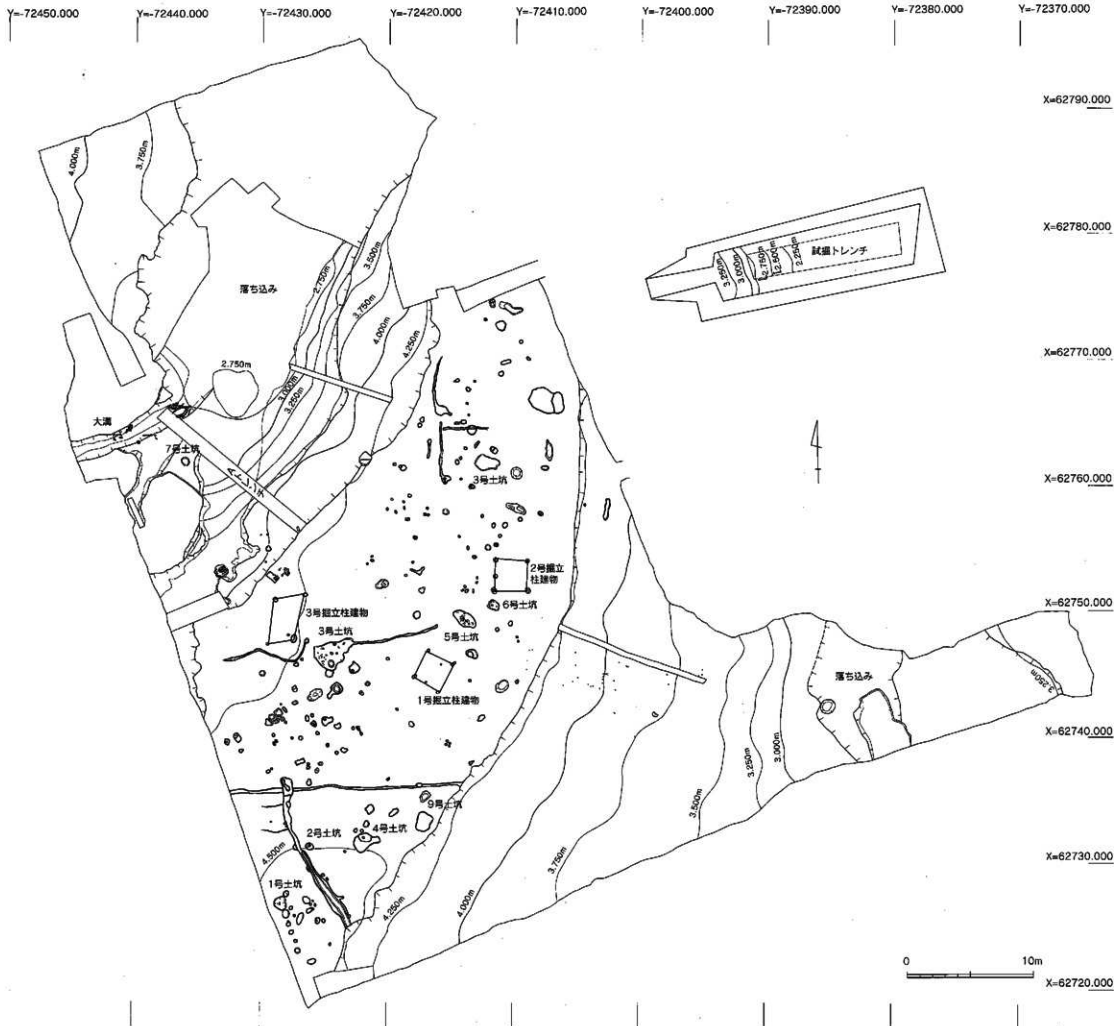 Y=-72450.000
Y=-72440.000
Y=-72430.000
Y=-72420.000
Y=-72410.000
Y=-72400.000
Y=-72390.000
Y=-72380.000
Y=-72370.000
X=62790.000
4.000m
3.750m
X=62780.000
試掘トレンチ
3.250m
3.000m
2.750m
2.500m
2.250m
落ち込み
2.750m
3.500m
3.750m
4.000m
4.250m
X=62770.000
2.750m
3.000m
3.250m
大溝
7号土坑
3号土坑
X=62760.000
2号掘立
柱建物
6号土坑
3号掘立柱建物
3号土坑
5号土坑
1号掘立柱建物
X=62750.000
落ち込み
3.250m
X=62740.000
3.000m
3.250m
3.500m
3.750m
9号土坑
4号土坑
2号土坑
4.500m
1号土坑
4.250m
4.000m
X=62730.000
0
10m
X=62720.000